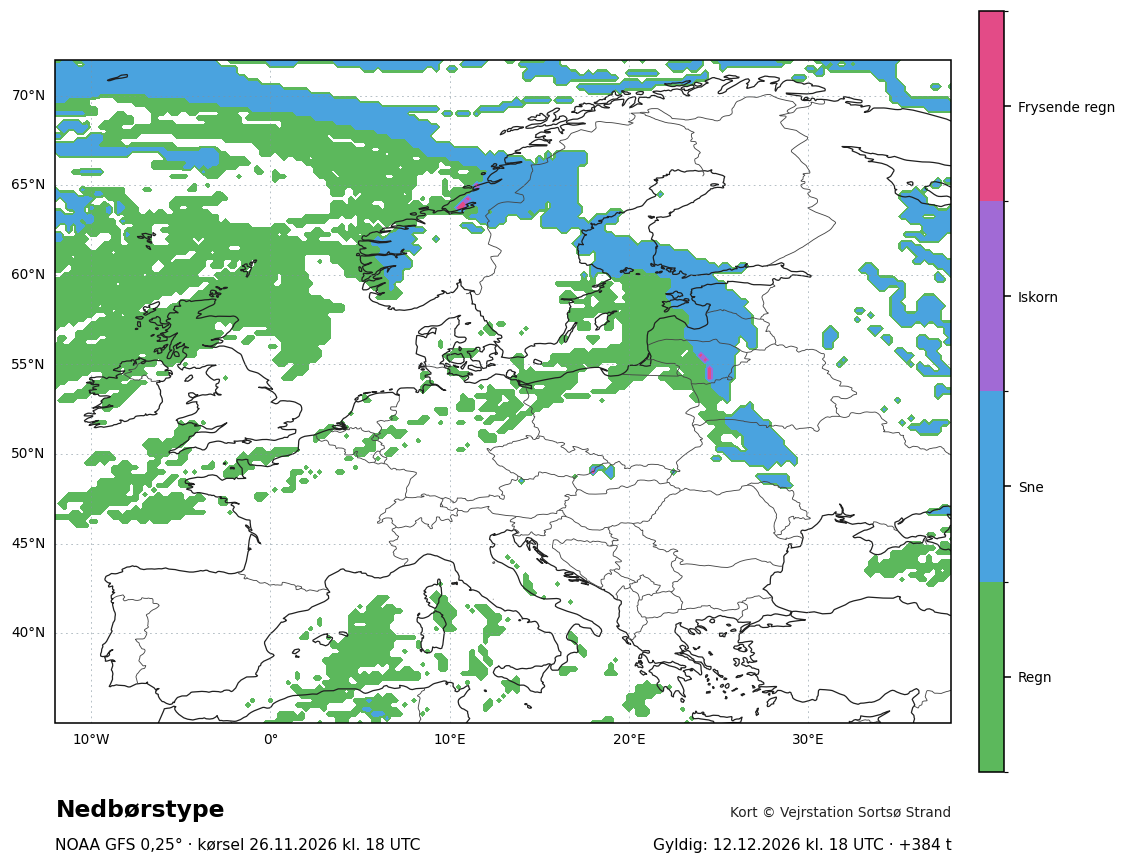 70°N
65°N
60°N
55°N
50°N
45°N
40°N
10°W
0°
10°E
20°E
30°E
Frysende regn
Iskorn
Sne
Regn
Nedbørstype
Kort © Vejrstation Sortsø Strand
NOAA GFS 0,25° · kørsel 26.11.2026 kl. 18 UTC
Gyldig: 12.12.2026 kl. 18 UTC · +384 t